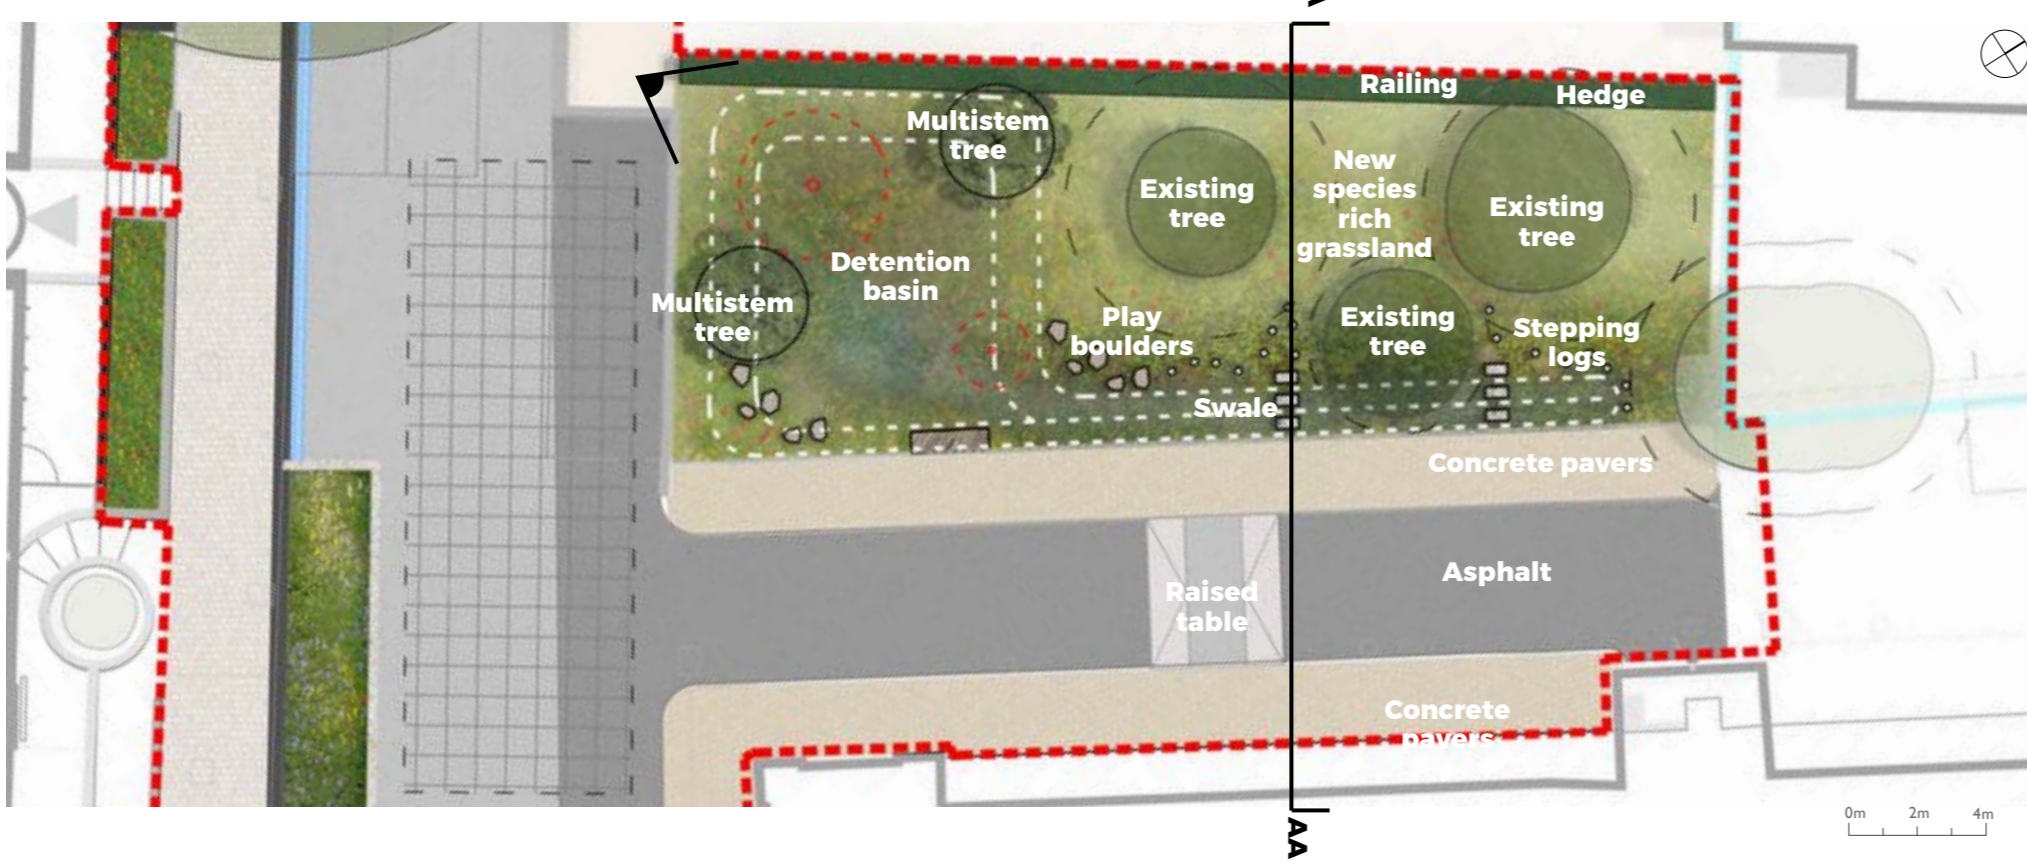 Railing
Hedge
Multistem
tree
New
species
rich
grassland
Existing
tree
Existing
tree
Detention
basin
Multistem
tree
Play
boulders
Existing
tree
Stepping
logs
Swale
Concrete pavers
Asphalt
Raised
table
Concrete
pavers
0m 2m 4m
AA